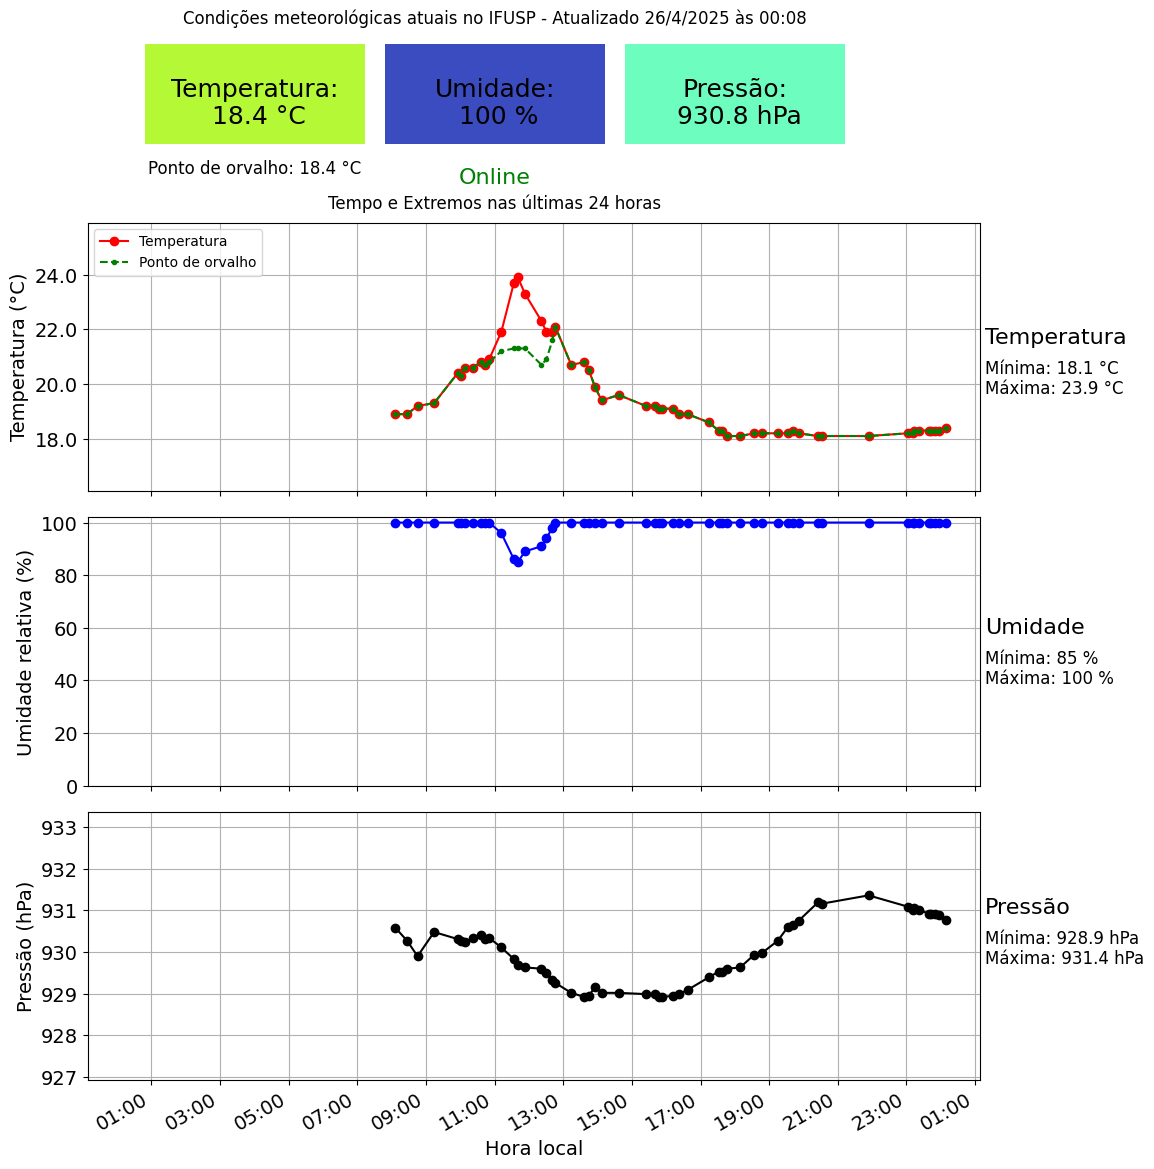 Condições meteorológicas atuais no IFUSP - Atualizado 26/4/2025 às 00:08
Temperatura:
18.4 °C
Umidade:
100 %
Pressão:
930.8 hPa
Ponto de orvalho: 18.4 °C
Online
Tempo e Extremos nas últimas 24 horas
Temperatura
Ponto de orvalho
Temperatura (°C)
24.0
22.0
20.0
18.0
Temperatura
Mínima: 18.1 °C
Máxima: 23.9 °C
Umidade relativa (%)
100
80
60
40
20
0
Umidade
Mínima: 85 %
Máxima: 100 %
Pressão (hPa)
933
932
931
930
929
928
927
Pressão
Mínima: 928.9 hPa
Máxima: 931.4 hPa
01:00 03:00 05:00 07:00 09:00 11:00 13:00 15:00 17:00 19:00 21:00 23:00 01:00
Hora local